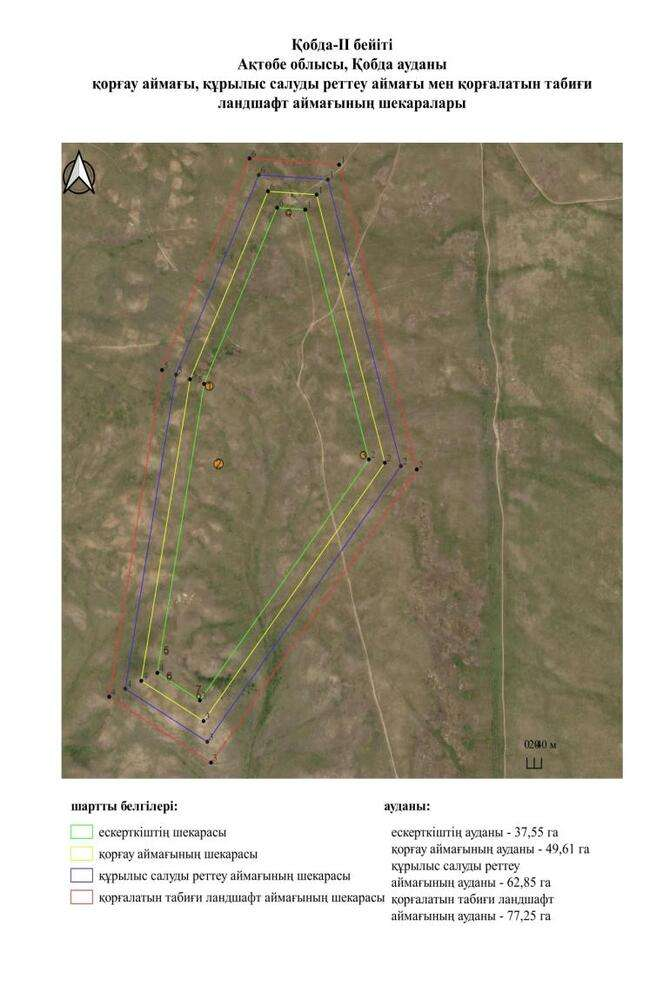 Қобда-II бейіті
Ақтөбе облысы, Қобда ауданы
қорғау аймағы, құрылыс салуды реттеу аймағы мен қорғалатын табиғи
ландшафт аймағының шекаралары
5
6
7
шартты белгілері:
ескерткіштің шекарасы
қорғау аймағының шекарасы
құрылыс салуды реттеу аймағының шекарасы
қорғалатын табиғи ландшафт аймағының шекарасы
ауданы:
ескерткіштің ауданы - 37,55 га
қорғау аймағының ауданы - 49,61 га
құрылыс салуды реттеу
аймағының ауданы - 62,85 га
қорғалатын табиғи ландшафт
аймағының ауданы - 77,25 га